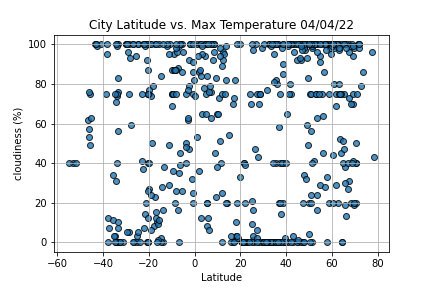 City Latitude vs. Max Temperature 04/04/22
100
80
60
40
20
0
cloudiness (%)
−60 −40 −20 0 20 40 60 80
Latitude